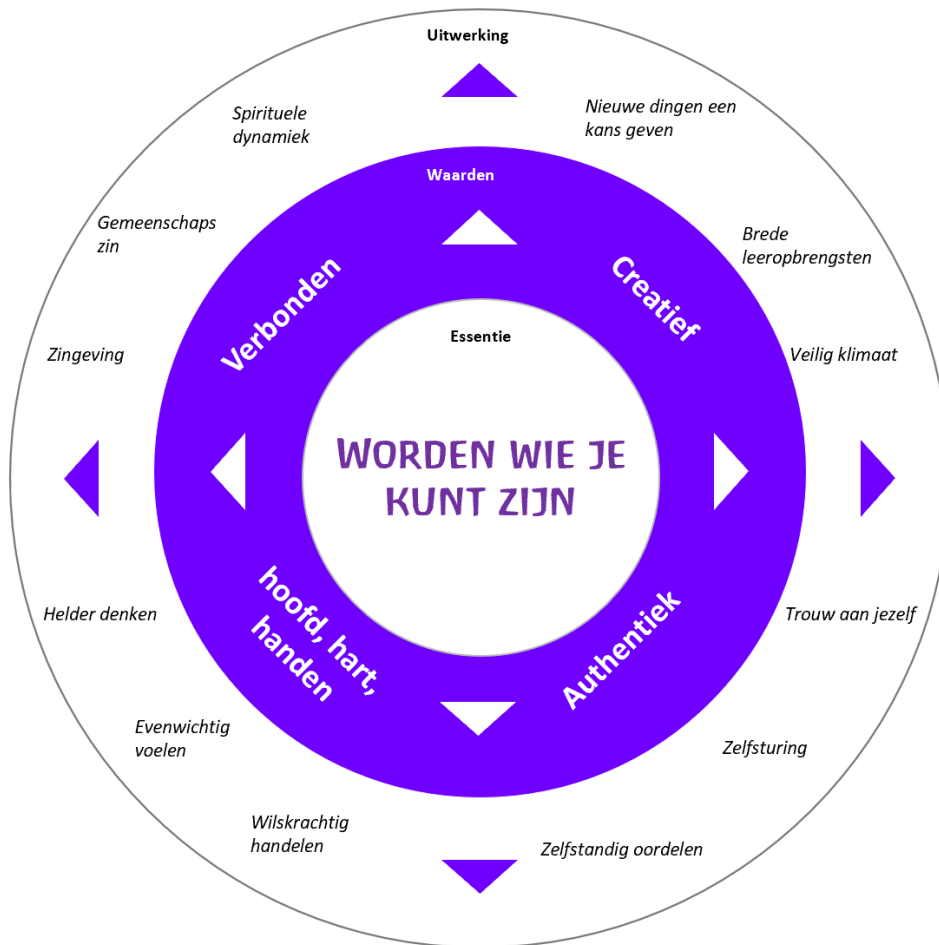 Uitwerking
Spirituele
dynamiek
Nieuwe dingen een
kans geven
Waarden
Gemeenschaps
zin
Brede
leeropbrengsten
Verbonden
Creatief
Essentie
Zingeving
Veilig klimaat
WORDEN WIE JE
KUNT ZIJN
hoofd, hart,
handen
Authentiek
Helder denken
Trouw aan jezelf
Evenwichtig
voelen
Zelfsturing
Wilskrachtig
handelen
Zelfstandig oordelen